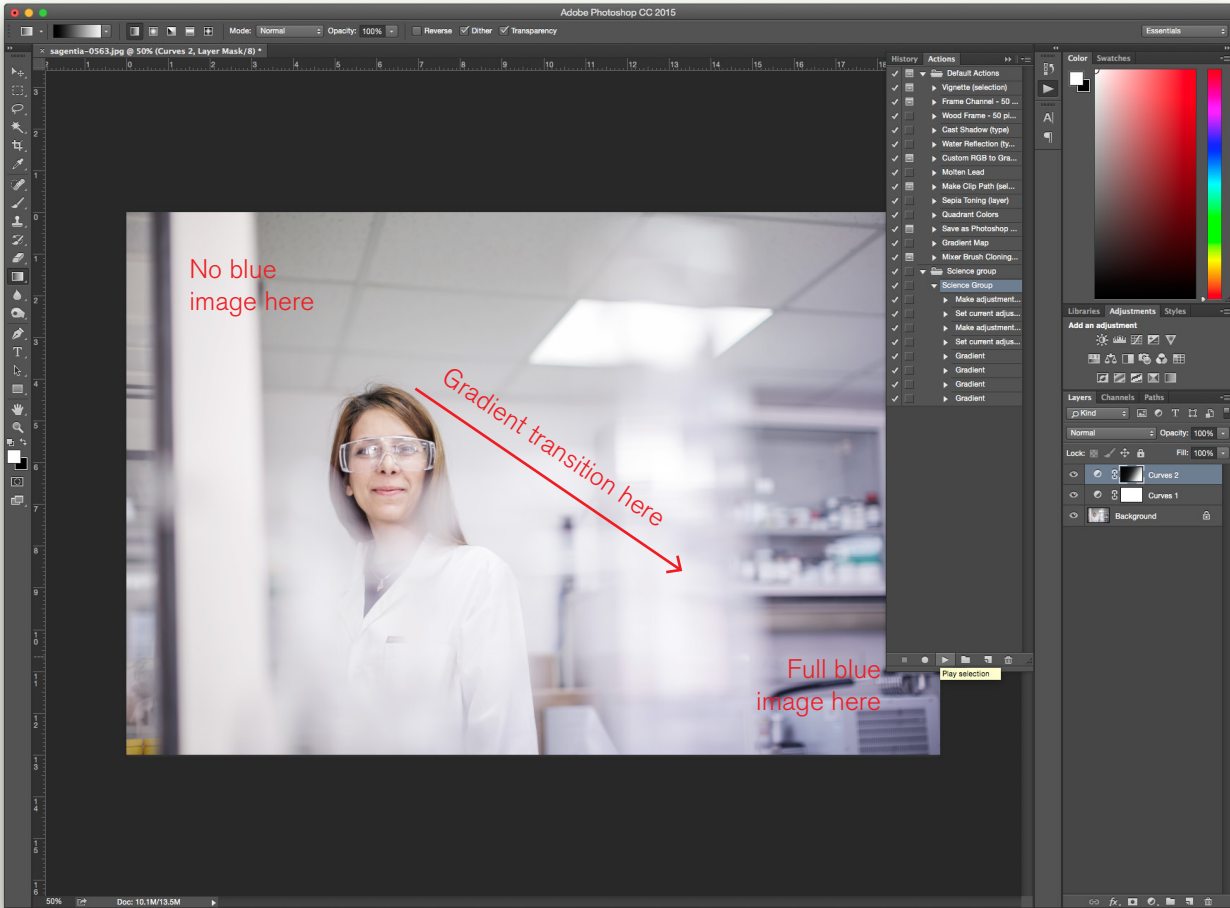 Adobe Photoshop CC 2015
Mode: Normal Opacity: 100% Reverse Dither Transparency Essentials
× sagentia-0563.jpg @ 50% (Curves 2, Layer Mask/8) *
No blue
image here
Gradient transition here
Full blue
image here
History Actions
Default Actions
Vignette (selection)
Frame Channel - 50 ...
Wood Frame - 50 pi...
Cast Shadow (type)
Water Reflection (ty...
Custom RGB to Gra...
Molten Lead
Make Clip Path (sel...
Sepia Toning (layer)
Quadrant Colors
Save as Photoshop ...
Gradient Map
Mixer Brush Cloning...
Science group
Science Group
Make adjustment...
Set current adjus...
Make adjustment...
Set current adjus...
Gradient
Gradient
Gradient
Gradient
Play selection
Color Swatches
Libraries Adjustments Styles
Add an adjustment
Layers Channels Paths
Kind
Normal Opacity: 100%
Lock: Fill: 100%
Curves 2
Curves 1
Background
50% Doc: 10.1M/13.5M